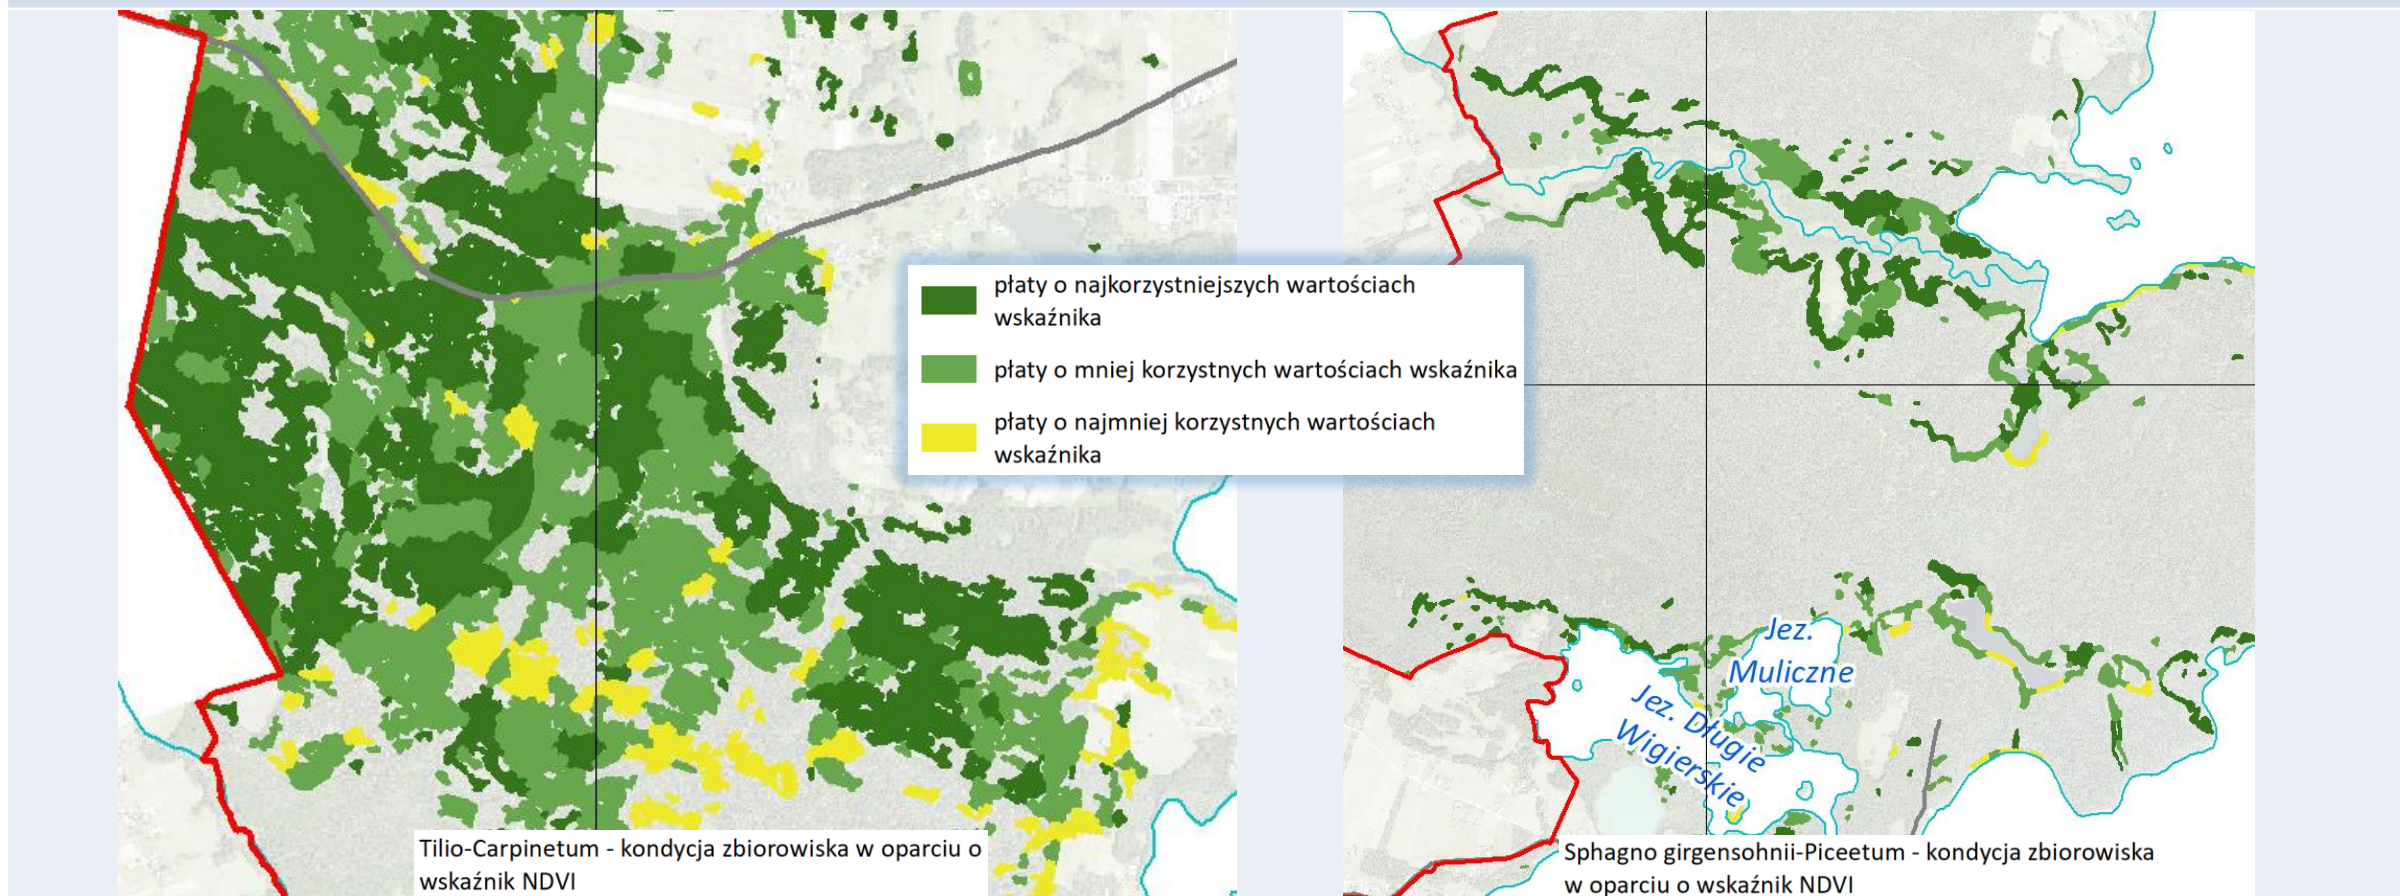 płaty o najkorzystniejszych wartościach
wskaźnika
płaty o mniej korzystnych wartościach wskaźnika
płaty o najmniej korzystnych wartościach
wskaźnika
Jez.
Muliczne
Jez. Długie
Wigierskie
Tilio-Carpinetum - kondycja zbiorowiska w oparciu o
wskaźnik NDVI
Sphagno girgensohnii-Piceetum - kondycja zbiorowiska
w oparciu o wskaźnik NDVI